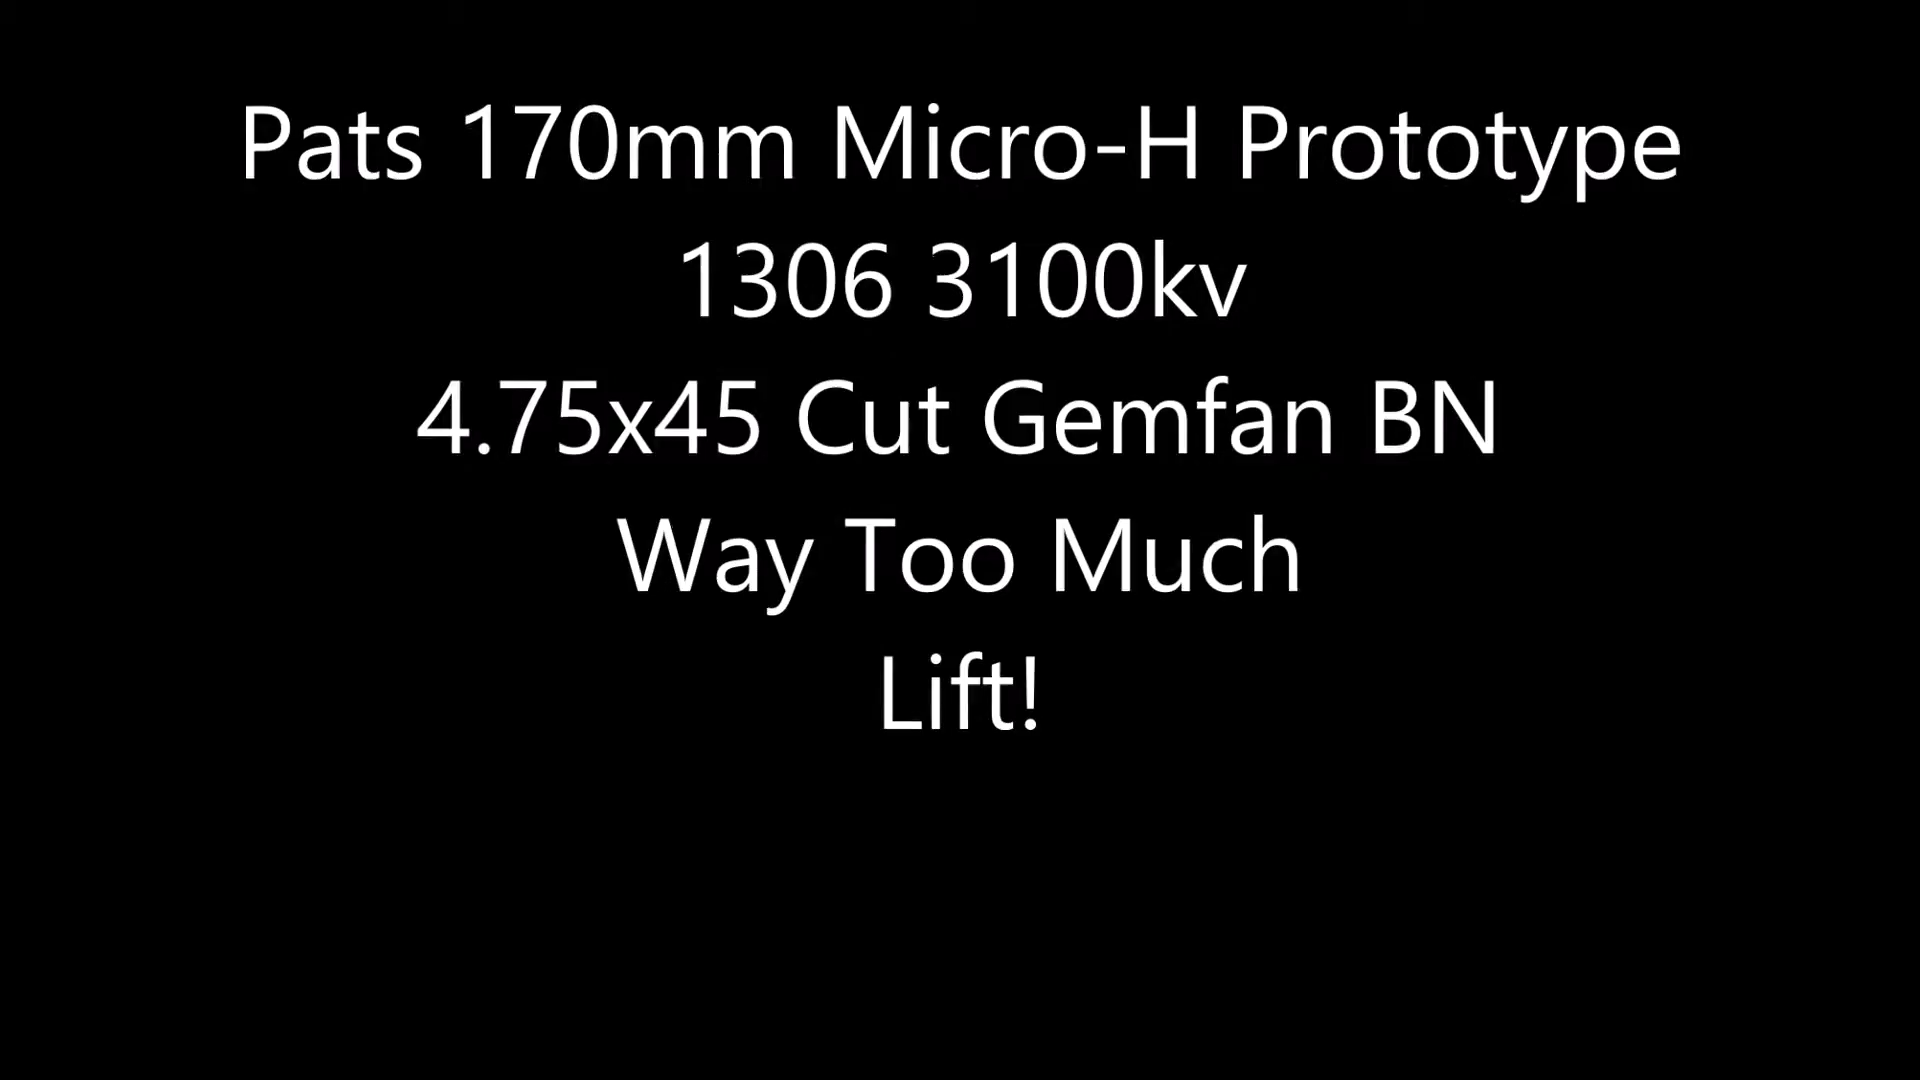 Pats 170mm Micro-H Prototype
1306 3100kv
4.75x45 Cut Gemfan BN
Way Too Much
Lift!